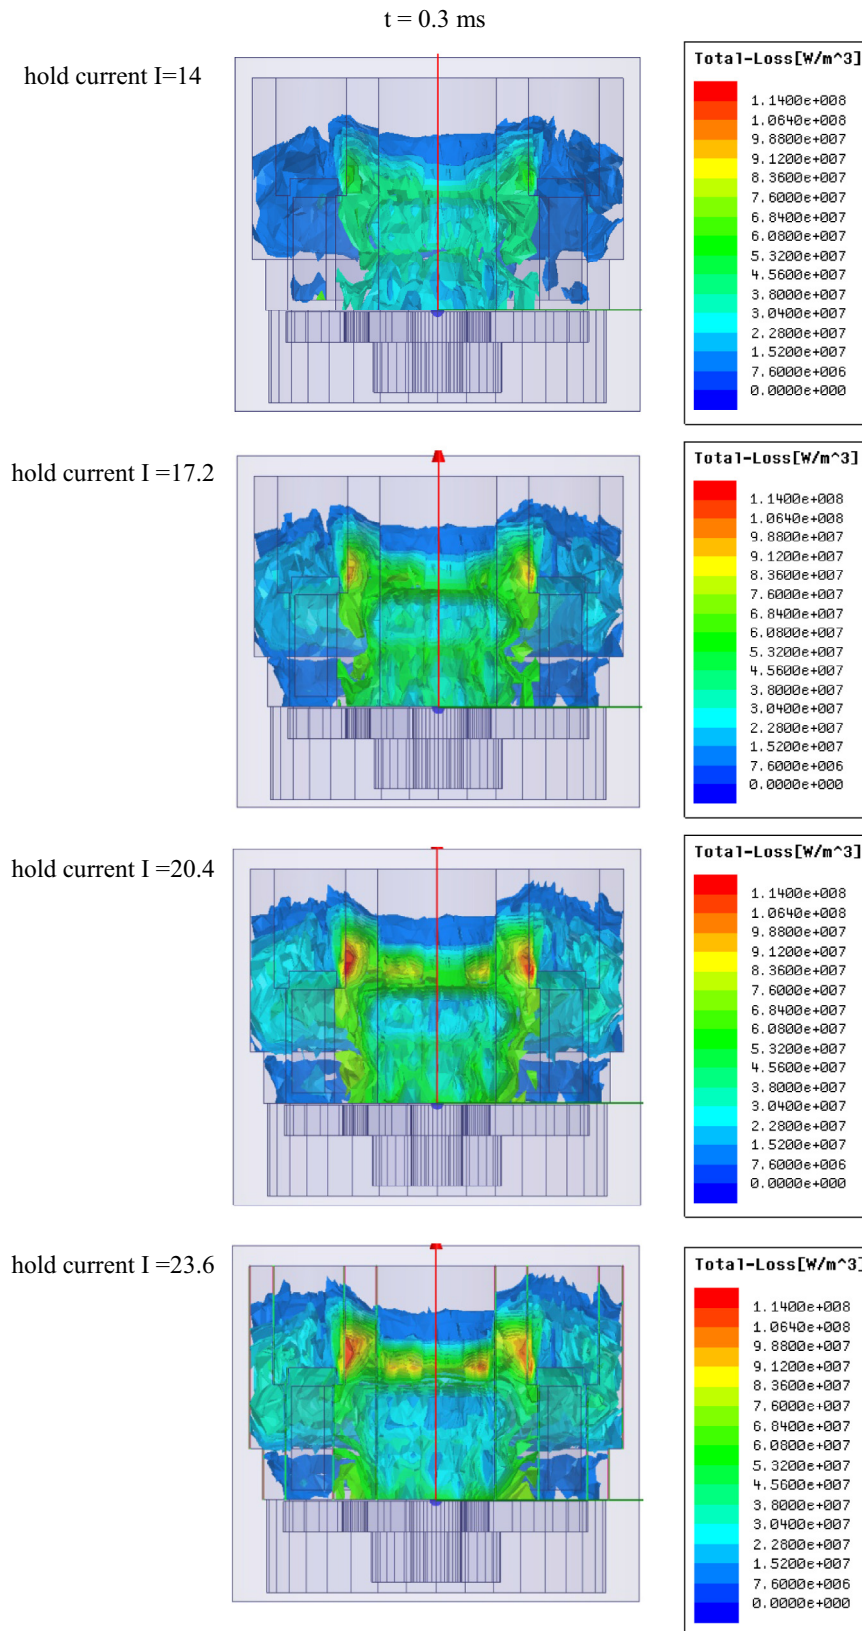 t = 0.3 ms
hold current I=14
Total-Loss[W/m^3]
1.1400e+008
1.0640e+008
9.8800e+007
9.1200e+007
8.3600e+007
7.6000e+007
6.8400e+007
6.0800e+007
5.3200e+007
4.5600e+007
3.8000e+007
3.0400e+007
2.2800e+007
1.5200e+007
7.6000e+006
0.0000e+000
hold current I =17.2
Total-Loss[W/m^3]
1.1400e+008
1.0640e+008
9.8800e+007
9.1200e+007
8.3600e+007
7.6000e+007
6.8400e+007
6.0800e+007
5.3200e+007
4.5600e+007
3.8000e+007
3.0400e+007
2.2800e+007
1.5200e+007
7.6000e+006
0.0000e+000
hold current I =20.4
Total-Loss[W/m^3]
1.1400e+008
1.0640e+008
9.8800e+007
9.1200e+007
8.3600e+007
7.6000e+007
6.8400e+007
6.0800e+007
5.3200e+007
4.5600e+007
3.8000e+007
3.0400e+007
2.2800e+007
1.5200e+007
7.6000e+006
0.0000e+000
hold current I =23.6
Total-Loss[W/m^3]
1.1400e+008
1.0640e+008
9.8800e+007
9.1200e+007
8.3600e+007
7.6000e+007
6.8400e+007
6.0800e+007
5.3200e+007
4.5600e+007
3.8000e+007
3.0400e+007
2.2800e+007
1.5200e+007
7.6000e+006
0.0000e+000